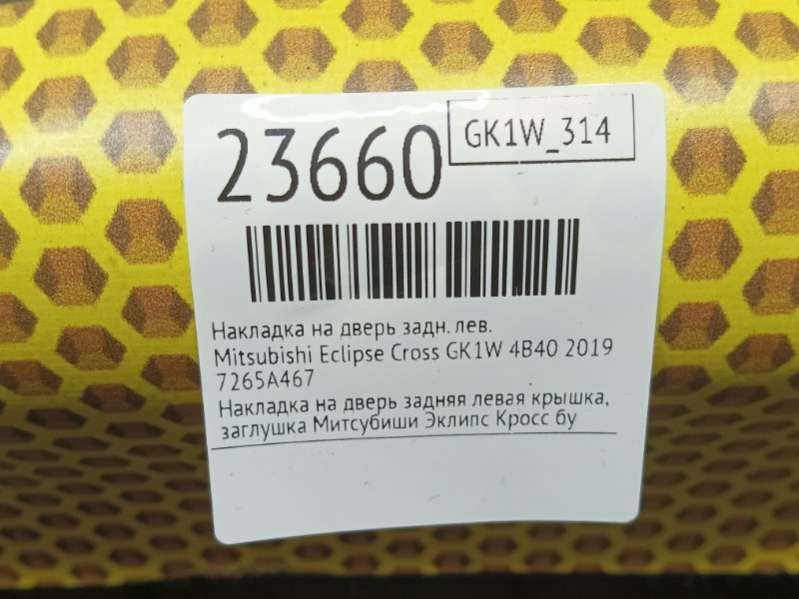 23660
GK1W_314
Накладка на дверь задн. лев.
Mitsubishi Eclipse Cross GK1W 4B40 2019
7265A467
Накладка на дверь задняя левая крышка,
заглушка Митсубиши Эклипс Кросс бу